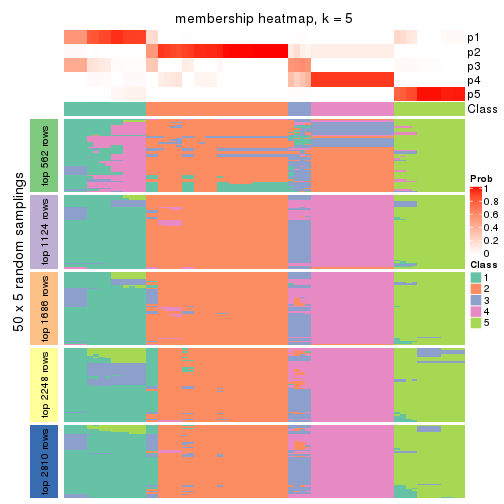 membership heatmap, k = 5
p1
p2
p3
p4
p5
Class
50 x 5 random samplings
top 562 rows
top 1124 rows
top 1686 rows
top 2248 rows
top 2810 rows
Prob
1
0.8
0.6
0.4
0.2
0
Class
1
2
3
4
5